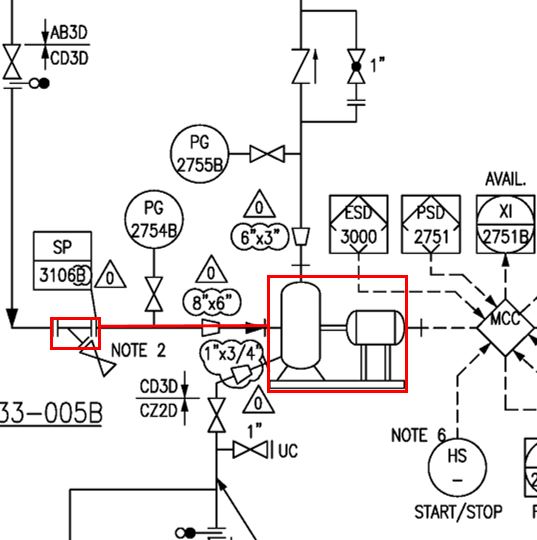 AB3D
CD3D
1"
PG
2755B
AVAIL.
PG
2754B
0
6"x3"
ESD
3000
PSD
2751
XI
2751B
SP
3106B
0
0
8"x6"
MCC
NOTE 2
1"x3/4"
CD3D
CZ2D
0
33-005B
1"
UC
NOTE 6
HS
-
START/STOP